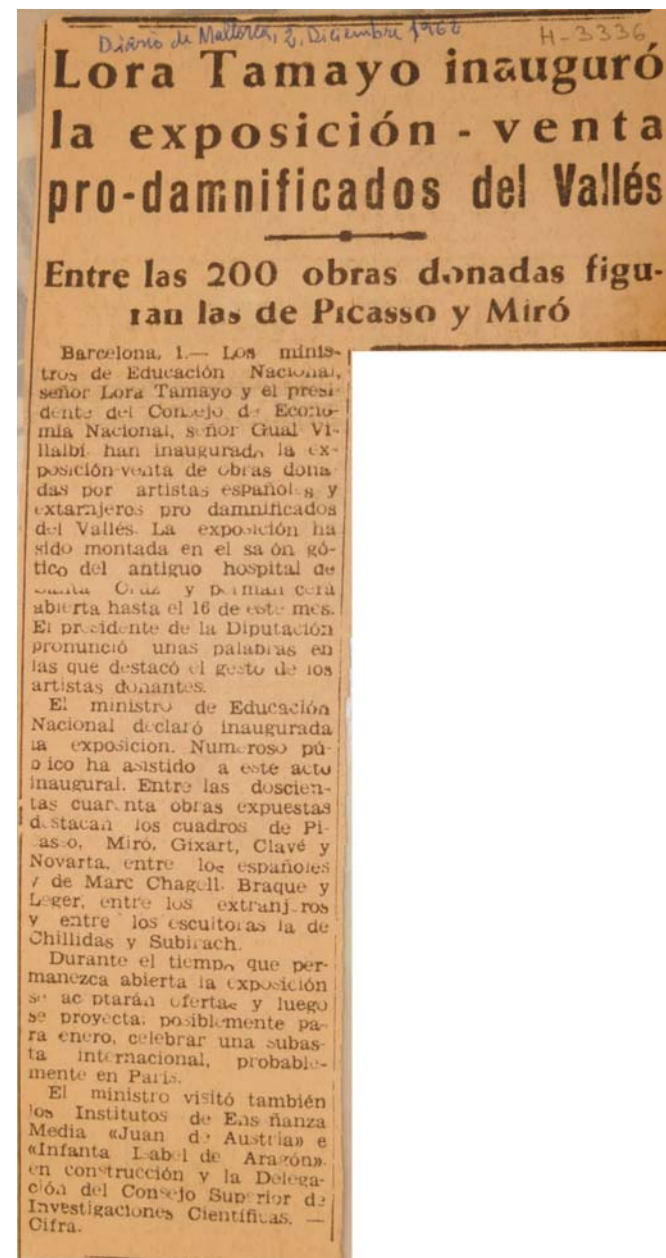 Diario de Mallorca, 2, Diciembre 1962
H-3336
Lora Tamayo inauguró
la exposición - venta
pro-damnificados del Vallés
Entre las 200 obras donadas figu-
ran las de Picasso y Miró
Barcelona, 1.— Los minis-
tros de Educación Nacional,
señor Lora Tamayo y el presi-
dente del Consejo de Econo-
mía Nacional, señor Gual Vi-
llalbí han inaugurado la ex-
posición-venta de obras dona-
das por artistas españoles y
extarnjeros pro damnificados
del Vallés. La exposición ha
sido montada en el salón gó-
tico del antiguo hospital de
Santa Cruz y permanecerá
abierta hasta el 16 de este mes.
El presidente de la Diputación
pronunció unas palabras en
las que destacó el gesto de los
artistas donantes.
El ministro de Educación
Nacional declaró inaugurada
la exposición. Numeroso pú-
blico ha asistido a este acto
inaugural. Entre las doscien-
tas cuarenta obras expuestas
destacan los cuadros de Pi-
casso, Miró, Gixart, Clavé y
Novarta, entre los españoles
y de Marc Chagell. Braque y
Leger, entre los extranjeros
y entre los escultoras la de
Chillidas y Subirach.
Durante el tiempo que per-
manezca abierta la exposición
se aceptarán ofertas y luego
se proyecta, posiblemente pa-
ra enero, celebrar una subas-
ta internacional, probable-
mente en París.
El ministro visitó también
los Institutos de Enseñanza
Media «Juan de Austria» e
«Infanta Isabel de Aragón».
en construcción y la Delega-
ción del Consejo Superior de
Investigaciones Científicas. —
Cifra.